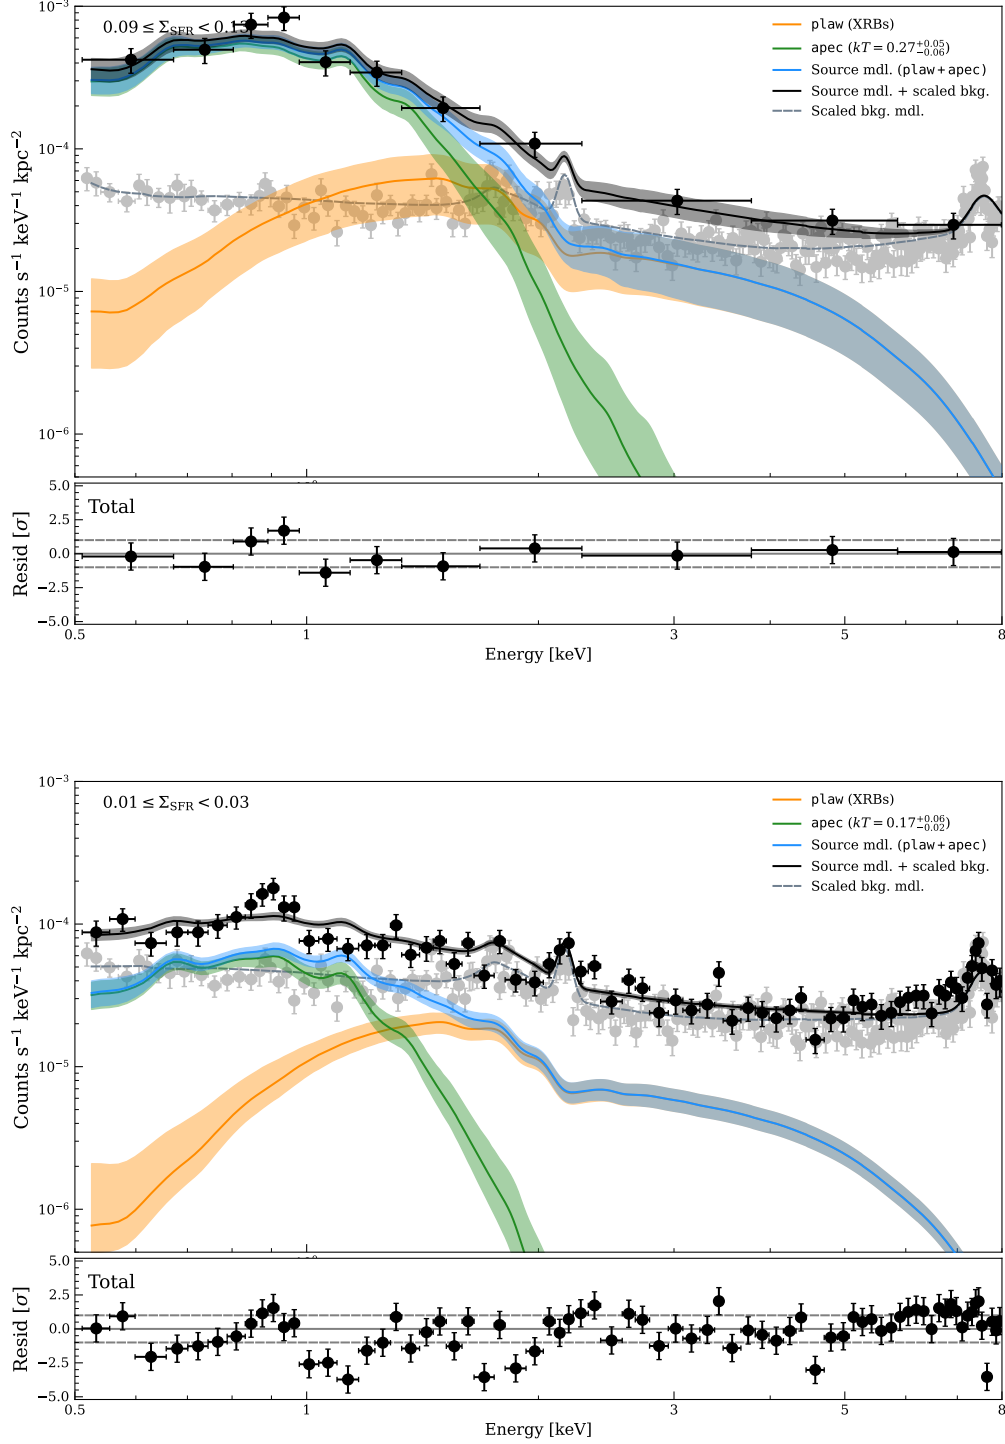 10⁻³
10⁻⁴
10⁻⁵
10⁻⁶
Counts s⁻¹ keV⁻¹ kpc⁻²
0.09 ≤ Σ_SFR < 0.1
plaw (XRBs)
apec (kT = 0.27^{+0.05}_{−0.06})
Source mdl. (plaw+apec)
Source mdl. + scaled bkg.
Scaled bkg. mdl.
Total
5.0
2.5
0.0
−2.5
−5.0
Resid [σ]
0.5 1 3 5 8
Energy [keV]
10⁻³
10⁻⁴
10⁻⁵
10⁻⁶
Counts s⁻¹ keV⁻¹ kpc⁻²
0.01 ≤ Σ_SFR < 0.03
plaw (XRBs)
apec (kT = 0.17^{+0.06}_{−0.02})
Source mdl. (plaw+apec)
Source mdl. + scaled bkg.
Scaled bkg. mdl.
Total
5.0
2.5
0.0
−2.5
−5.0
Resid [σ]
0.5 1 3 5 8
Energy [keV]